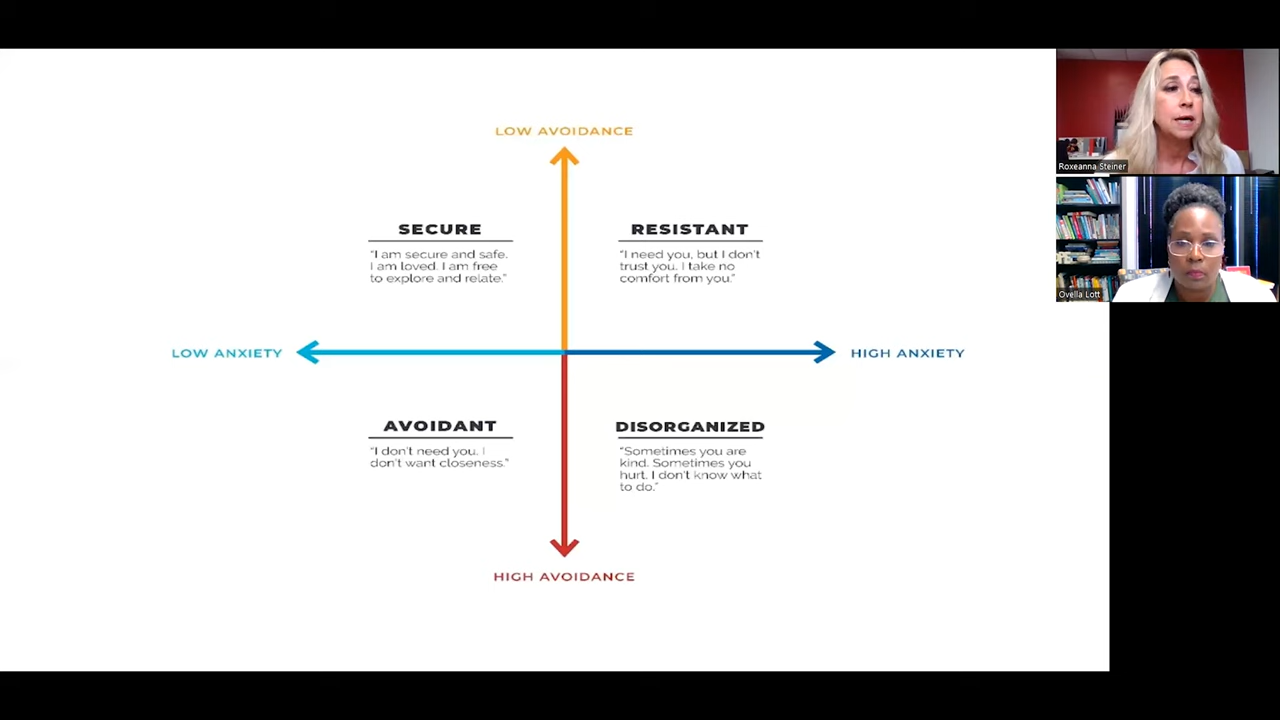 LOW AVOIDANCE
SECURE
"I am secure and safe.
I am loved. I am free
to explore and relate."
RESISTANT
"I need you, but I don't
trust you. I take no
comfort from you."
LOW ANXIETY
HIGH ANXIETY
AVOIDANT
"I don't need you. I
don't want closeness."
DISORGANIZED
"Sometimes you are
kind. Sometimes you
hurt. I don't know what
to do."
HIGH AVOIDANCE
Roxeanna Steiner
Ovella Lott